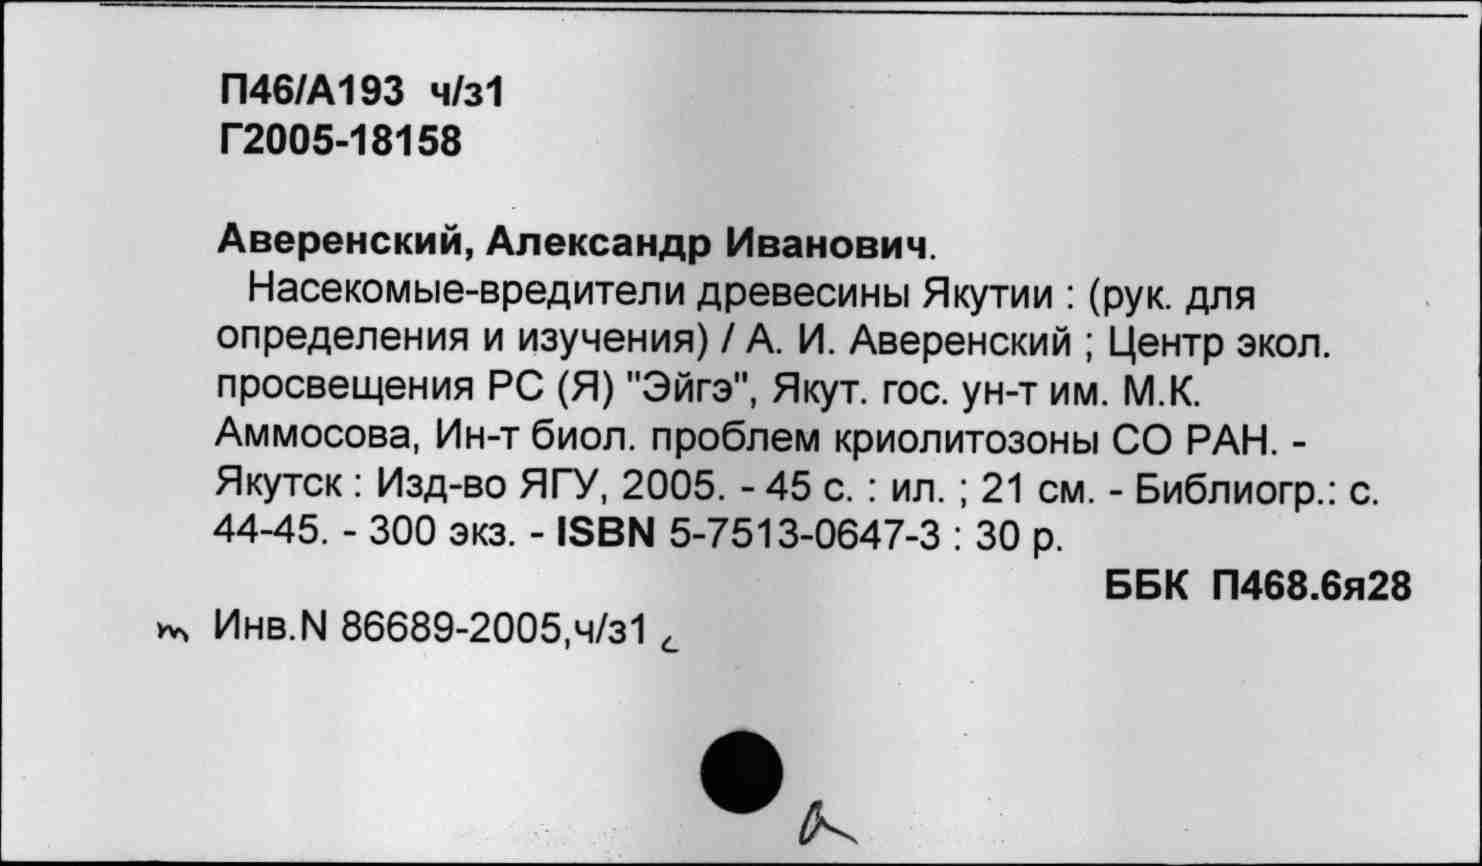 П46/А193 ч/з1
Г2005-18158
Аверенский, Александр Иванович.
Насекомые-вредители древесины Якутии : (рук. для
определения и изучения) / А. И. Аверенский ; Центр экол.
просвещения РС (Я) "Эйгэ", Якут. гос. ун-т им. М.К.
Аммосова, Ин-т биол. проблем криолитозоны СО РАН. -
Якутск : Изд-во ЯГУ, 2005. - 45 с. : ил. ; 21 см. - Библиогр.: с.
44-45. - 300 экз. - ISBN 5-7513-0647-3 : 30 р.
ББК П468.6я28
Инв.N 86689-2005,ч/з1